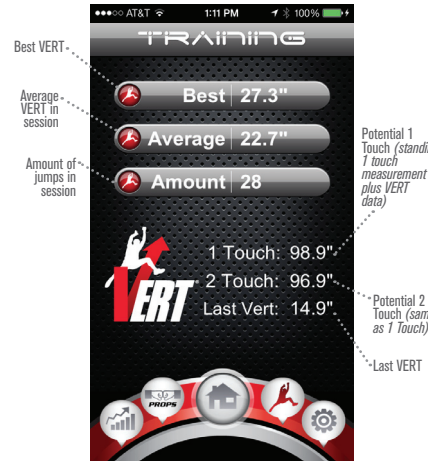 AT&T 1:11 PM 100%
TRAINING
Best VERT
Best 27.3"
Average
VERT in
session
Average 22.7"
Amount of
jumps in
session
Amount 28
Potential 1
Touch (standi
1 touch
measurement
plus VERT
data)
VERT
1 Touch: 98.9"
2 Touch: 96.9"
Last Vert: 14.9"
Potential 2
Touch (sam
as 1 Touch)
Last VERT
PROPS